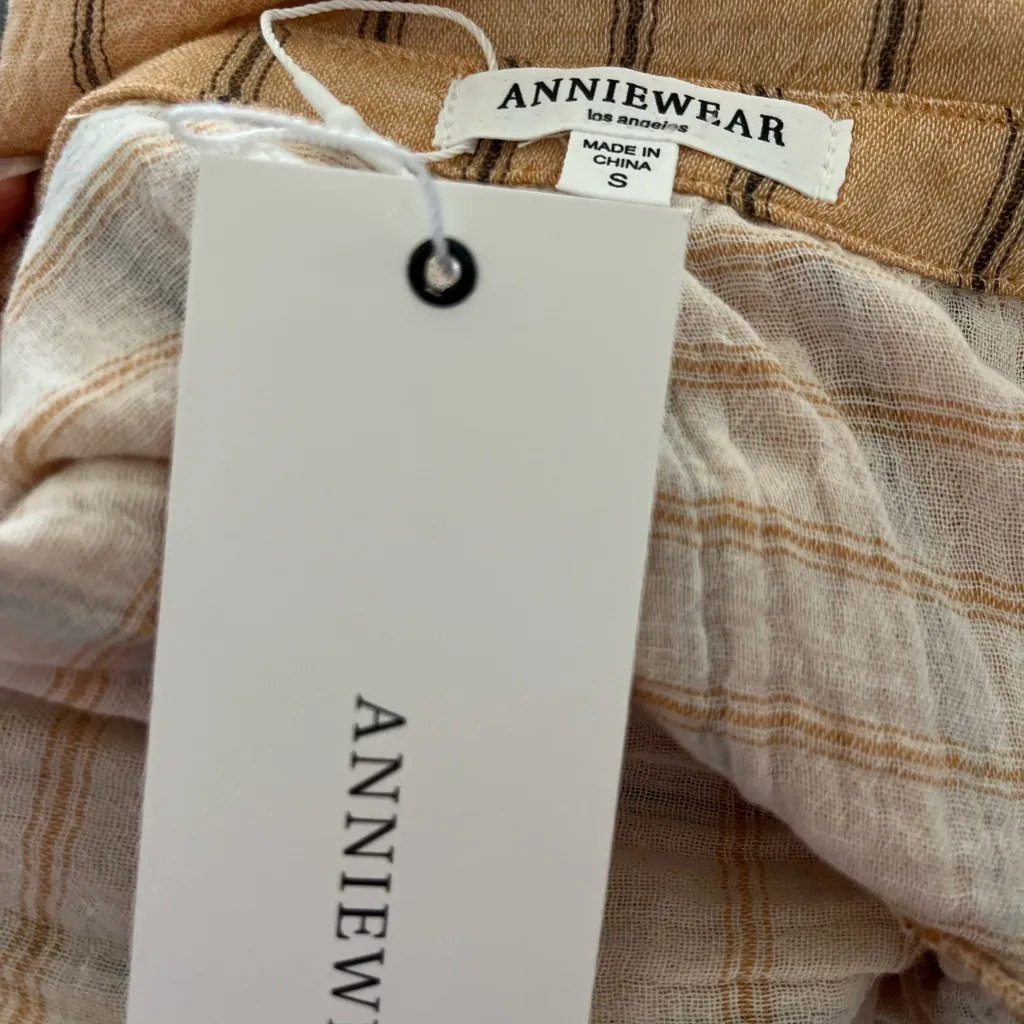 ANNIEWEAR
los angeles
MADE IN
CHINA
S
ANNIEW